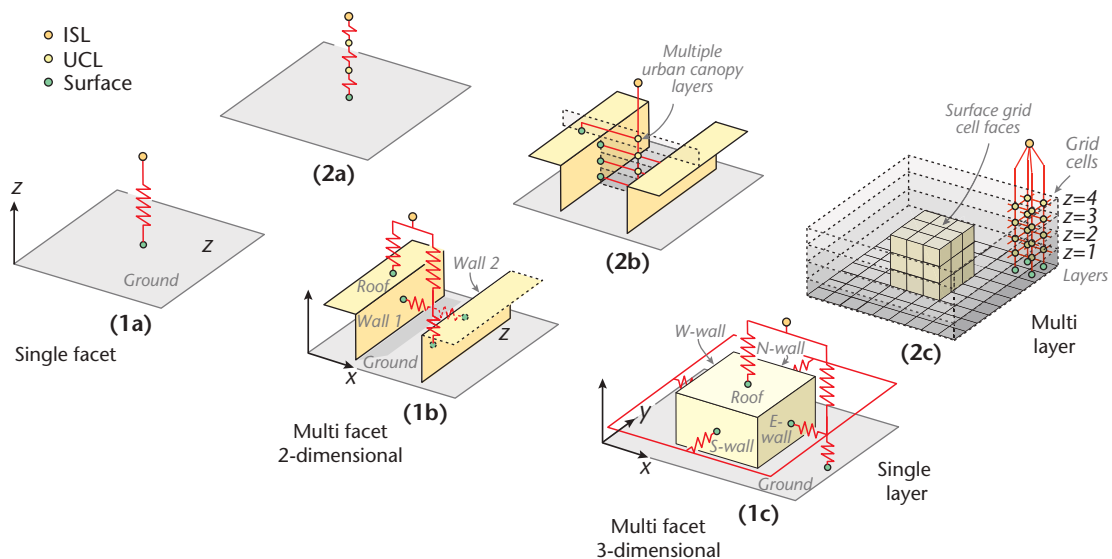 ISL
UCL
Surface
(2a)
Multiple
urban canopy
layers
(2b)
Surface grid
cell faces
Grid
cells
z=4
z=3
z=2
z=1
Layers
(2c)
Multi
layer
z
z
Ground
(1a)
Single facet
Roof
Wall 1
Wall 2
Ground
z
x
(1b)
Multi facet
2-dimensional
W-wall
N-wall
Roof
E-
wall
S-wall
Ground
y
x
(1c)
Single
layer
Multi facet
3-dimensional